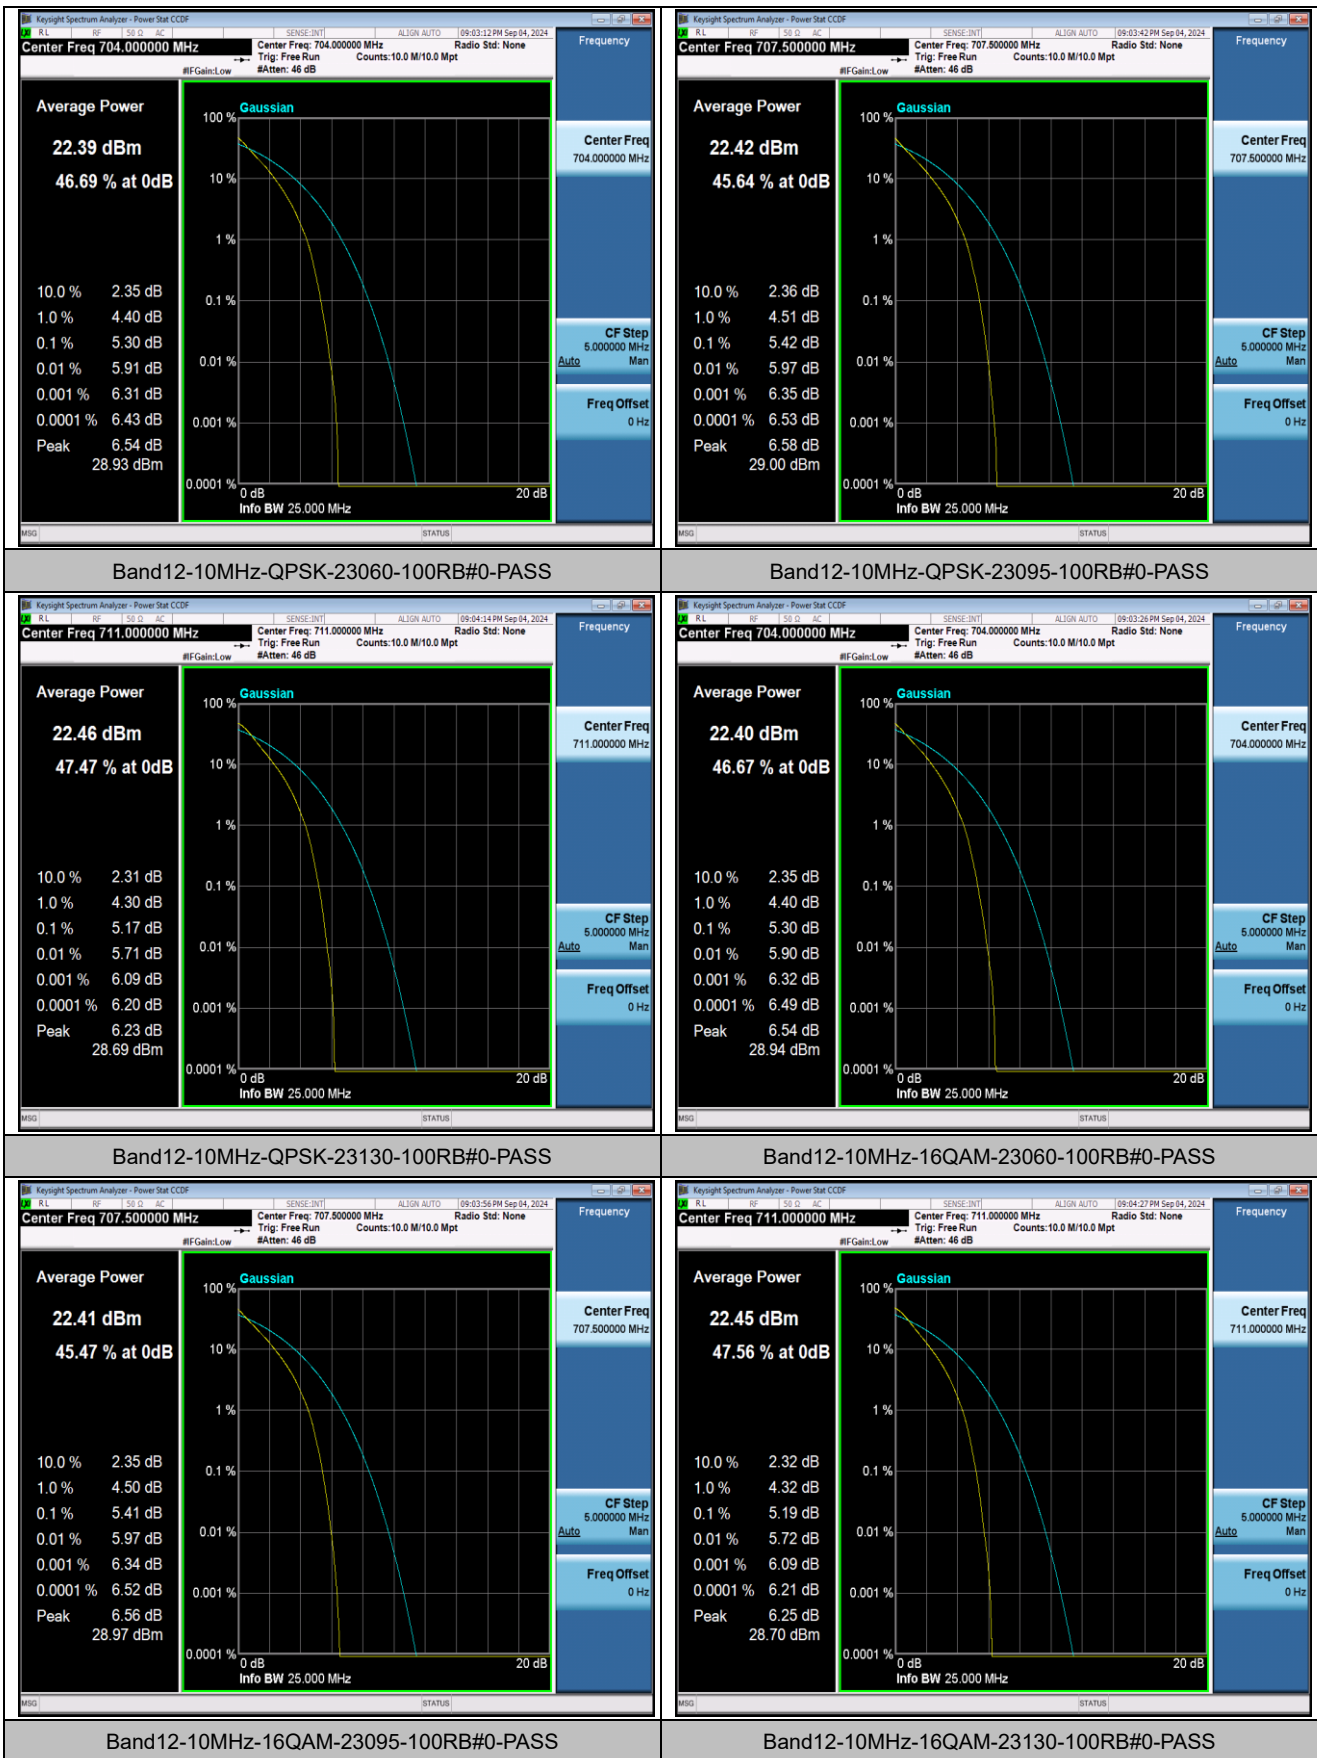 Keysight Spectrum Analyzer - Power Stat CCDF
RL RF 50 Ω AC SENSE:INT ALIGN AUTO 09:03:12 PM Sep 04, 2024
Center Freq 704.000000 MHz Center Freq: 704.000000 MHz Radio Std: None Frequency
Trig: Free Run Counts:10.0 M/10.0 Mpt
#IFGain:Low #Atten: 46 dB
Average Power
22.39 dBm
46.69 % at 0dB
10.0 % 2.35 dB
1.0 % 4.40 dB
0.1 % 5.30 dB
0.01 % 5.91 dB
0.001 % 6.31 dB
0.0001 % 6.43 dB
Peak 6.54 dB
28.93 dBm
Gaussian
100 %
10 %
1 %
0.1 %
0.01 %
0.001 %
0.0001 %
0 dB 20 dB
Info BW 25.000 MHz
Center Freq
704.000000 MHz
CF Step
5.000000 MHz
Auto Man
Freq Offset
0 Hz
MSG STATUS
Band12-10MHz-QPSK-23060-100RB#0-PASS
Keysight Spectrum Analyzer - Power Stat CCDF
RL RF 50 Ω AC SENSE:INT ALIGN AUTO 09:03:42 PM Sep 04, 2024
Center Freq 707.500000 MHz Center Freq: 707.500000 MHz Radio Std: None Frequency
Trig: Free Run Counts:10.0 M/10.0 Mpt
#IFGain:Low #Atten: 46 dB
Average Power
22.42 dBm
45.64 % at 0dB
10.0 % 2.36 dB
1.0 % 4.51 dB
0.1 % 5.42 dB
0.01 % 5.97 dB
0.001 % 6.35 dB
0.0001 % 6.53 dB
Peak 6.58 dB
29.00 dBm
Gaussian
100 %
10 %
1 %
0.1 %
0.01 %
0.001 %
0.0001 %
0 dB 20 dB
Info BW 25.000 MHz
Center Freq
707.500000 MHz
CF Step
5.000000 MHz
Auto Man
Freq Offset
0 Hz
MSG STATUS
Band12-10MHz-QPSK-23095-100RB#0-PASS
Keysight Spectrum Analyzer - Power Stat CCDF
RL RF 50 Ω AC SENSE:INT ALIGN AUTO 09:04:14 PM Sep 04, 2024
Center Freq 711.000000 MHz Center Freq: 711.000000 MHz Radio Std: None Frequency
Trig: Free Run Counts:10.0 M/10.0 Mpt
#IFGain:Low #Atten: 46 dB
Average Power
22.46 dBm
47.47 % at 0dB
10.0 % 2.31 dB
1.0 % 4.30 dB
0.1 % 5.17 dB
0.01 % 5.71 dB
0.001 % 6.09 dB
0.0001 % 6.20 dB
Peak 6.23 dB
28.69 dBm
Gaussian
100 %
10 %
1 %
0.1 %
0.01 %
0.001 %
0.0001 %
0 dB 20 dB
Info BW 25.000 MHz
Center Freq
711.000000 MHz
CF Step
5.000000 MHz
Auto Man
Freq Offset
0 Hz
MSG STATUS
Band12-10MHz-QPSK-23130-100RB#0-PASS
Keysight Spectrum Analyzer - Power Stat CCDF
RL RF 50 Ω AC SENSE:INT ALIGN AUTO 09:03:26 PM Sep 04, 2024
Center Freq 704.000000 MHz Center Freq: 704.000000 MHz Radio Std: None Frequency
Trig: Free Run Counts:10.0 M/10.0 Mpt
#IFGain:Low #Atten: 46 dB
Average Power
22.40 dBm
46.67 % at 0dB
10.0 % 2.35 dB
1.0 % 4.40 dB
0.1 % 5.30 dB
0.01 % 5.90 dB
0.001 % 6.32 dB
0.0001 % 6.49 dB
Peak 6.54 dB
28.94 dBm
Gaussian
100 %
10 %
1 %
0.1 %
0.01 %
0.001 %
0.0001 %
0 dB 20 dB
Info BW 25.000 MHz
Center Freq
704.000000 MHz
CF Step
5.000000 MHz
Auto Man
Freq Offset
0 Hz
MSG STATUS
Band12-10MHz-16QAM-23060-100RB#0-PASS
Keysight Spectrum Analyzer - Power Stat CCDF
RL RF 50 Ω AC SENSE:INT ALIGN AUTO 09:03:56 PM Sep 04, 2024
Center Freq 707.500000 MHz Center Freq: 707.500000 MHz Radio Std: None Frequency
Trig: Free Run Counts:10.0 M/10.0 Mpt
#IFGain:Low #Atten: 46 dB
Average Power
22.41 dBm
45.47 % at 0dB
10.0 % 2.35 dB
1.0 % 4.50 dB
0.1 % 5.41 dB
0.01 % 5.97 dB
0.001 % 6.34 dB
0.0001 % 6.52 dB
Peak 6.56 dB
28.97 dBm
Gaussian
100 %
10 %
1 %
0.1 %
0.01 %
0.001 %
0.0001 %
0 dB 20 dB
Info BW 25.000 MHz
Center Freq
707.500000 MHz
CF Step
5.000000 MHz
Auto Man
Freq Offset
0 Hz
MSG STATUS
Band12-10MHz-16QAM-23095-100RB#0-PASS
Keysight Spectrum Analyzer - Power Stat CCDF
RL RF 50 Ω AC SENSE:INT ALIGN AUTO 09:04:27 PM Sep 04, 2024
Center Freq 711.000000 MHz Center Freq: 711.000000 MHz Radio Std: None Frequency
Trig: Free Run Counts:10.0 M/10.0 Mpt
#IFGain:Low #Atten: 46 dB
Average Power
22.45 dBm
47.56 % at 0dB
10.0 % 2.32 dB
1.0 % 4.32 dB
0.1 % 5.19 dB
0.01 % 5.72 dB
0.001 % 6.09 dB
0.0001 % 6.21 dB
Peak 6.25 dB
28.70 dBm
Gaussian
100 %
10 %
1 %
0.1 %
0.01 %
0.001 %
0.0001 %
0 dB 20 dB
Info BW 25.000 MHz
Center Freq
711.000000 MHz
CF Step
5.000000 MHz
Auto Man
Freq Offset
0 Hz
MSG STATUS
Band12-10MHz-16QAM-23130-100RB#0-PASS